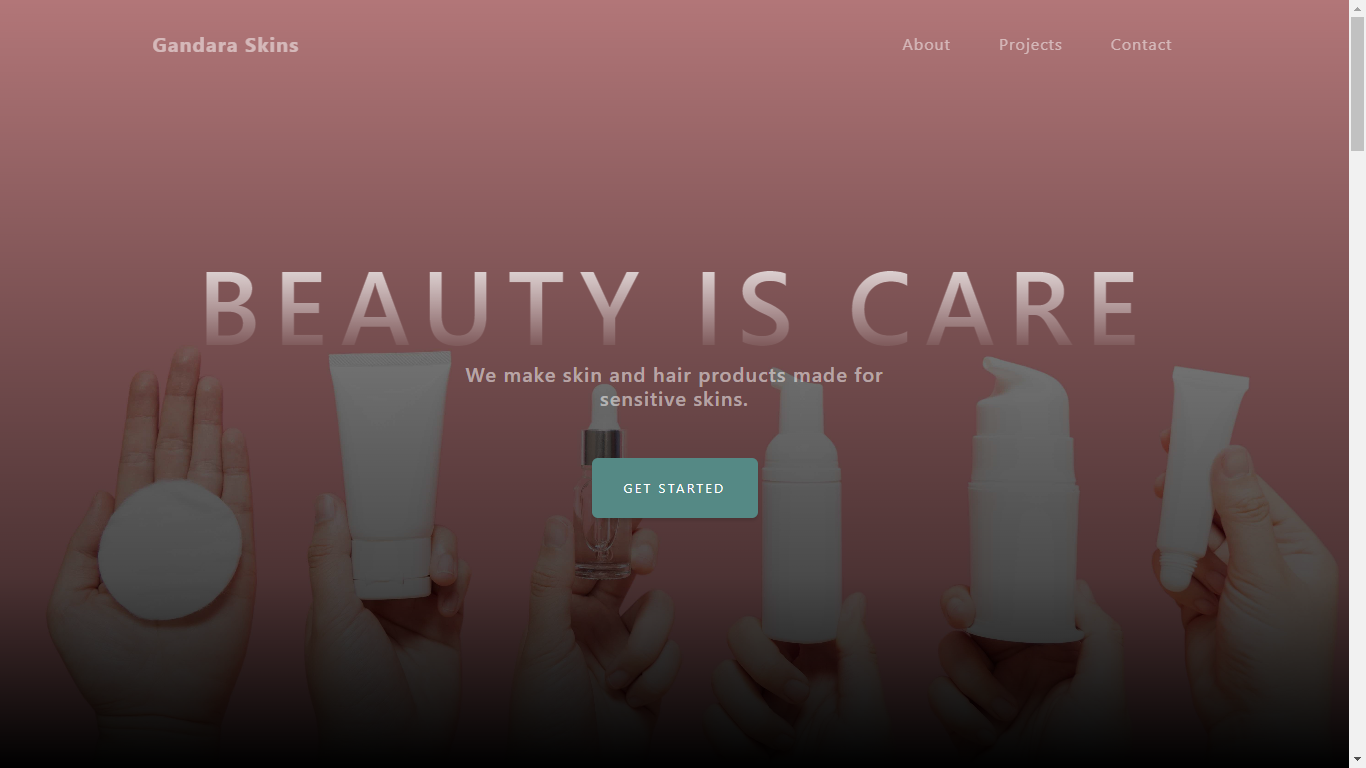 Gandara Skins
About
Projects
Contact
BEAUTY IS CARE
We make skin and hair products made for
sensitive skins.
GET STARTED